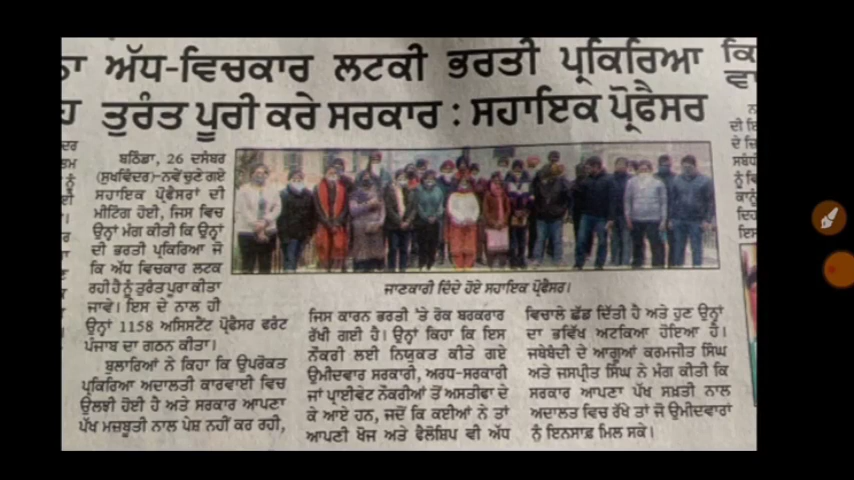 ਅੱਧ-ਵਿਚਕਾਰ ਲਟਕੀ ਭਰਤੀ ਪ੍ਰਕਿਰਿਆ
ਤੁਰੰਤ ਪੂਰੀ ਕਰੇ ਸਰਕਾਰ : ਸਹਾਇਕ ਪ੍ਰੋਫੈਸਰ
ਬਠਿੰਡਾ, 26 ਦਸੰਬਰ
(ਸੁਖਵਿੰਦਰ)-ਨਵੇਂ ਚੁਣੇ ਗਏ
ਸਹਾਇਕ ਪ੍ਰੋਫੈਸਰਾਂ ਦੀ
ਮੀਟਿੰਗ ਹੋਈ, ਜਿਸ ਵਿਚ
ਉਨ੍ਹਾਂ ਮੰਗ ਕੀਤੀ ਕਿ ਉਨ੍ਹਾਂ
ਦੀ ਭਰਤੀ ਪ੍ਰਕਿਰਿਆ ਜੋ
ਕਿ ਅੱਧ ਵਿਚਕਾਰ ਲਟਕ
ਰਹੀ ਹੈ ਨੂੰ ਤੁਰੰਤ ਪੂਰਾ ਕੀਤਾ
ਜਾਵੇ। ਇਸ ਦੇ ਨਾਲ ਹੀ
ਉਨ੍ਹਾਂ 1158 ਅਸਿਸਟੈਂਟ ਪ੍ਰੋਫੈਸਰ ਫਰੰਟ
ਪੰਜਾਬ ਦਾ ਗਠਨ ਕੀਤਾ।
ਬੁਲਾਰਿਆਂ ਨੇ ਕਿਹਾ ਕਿ ਉਪਰੋਕਤ
ਪ੍ਰਕਿਰਿਆ ਅਦਾਲਤੀ ਕਾਰਵਾਈ ਵਿਚ
ਉਲਝੀ ਹੋਈ ਹੈ ਅਤੇ ਸਰਕਾਰ ਆਪਣਾ
ਪੱਖ ਮਜ਼ਬੂਤੀ ਨਾਲ ਪੇਸ਼ ਨਹੀਂ ਕਰ ਰਹੀ,
ਜਾਣਕਾਰੀ ਦਿੰਦੇ ਹੋਏ ਸਹਾਇਕ ਪ੍ਰੋਫੈਸਰ।
ਜਿਸ ਕਾਰਨ ਭਰਤੀ 'ਤੇ ਰੋਕ ਬਰਕਰਾਰ
ਰੱਖੀ ਗਈ ਹੈ। ਉਨ੍ਹਾਂ ਕਿਹਾ ਕਿ ਇਸ
ਨੌਕਰੀ ਲਈ ਨਿਯੁਕਤ ਕੀਤੇ ਗਏ
ਉਮੀਦਵਾਰ ਸਰਕਾਰੀ, ਅਰਧ-ਸਰਕਾਰੀ
ਜਾਂ ਪ੍ਰਾਈਵੇਟ ਨੌਕਰੀਆਂ ਤੋਂ ਅਸਤੀਫਾ ਦੇ
ਕੇ ਆਏ ਹਨ, ਜਦੋਂ ਕਿ ਕਈਆਂ ਨੇ ਤਾਂ
ਆਪਣੀ ਖੋਜ ਅਤੇ ਫੈਲੋਸ਼ਿਪ ਵੀ ਅੱਧ
ਵਿਚਾਲੇ ਛੱਡ ਦਿੱਤੀ ਹੈ ਅਤੇ ਹੁਣ ਉਨ੍ਹਾਂ
ਦਾ ਭਵਿੱਖ ਅਟਕਿਆ ਹੋਇਆ ਹੈ।
ਜਥੇਬੰਦੀ ਦੇ ਆਗੂਆਂ ਕਰਮਜੀਤ ਸਿੰਘ
ਅਤੇ ਜਸਪ੍ਰੀਤ ਸਿੰਘ ਨੇ ਮੰਗ ਕੀਤੀ ਕਿ
ਸਰਕਾਰ ਆਪਣਾ ਪੱਖ ਸਖ਼ਤੀ ਨਾਲ
ਅਦਾਲਤ ਵਿਚ ਰੱਖੇ ਤਾਂ ਜੋ ਉਮੀਦਵਾਰਾਂ
ਨੂੰ ਇਨਸਾਫ਼ ਮਿਲ ਸਕੇ।